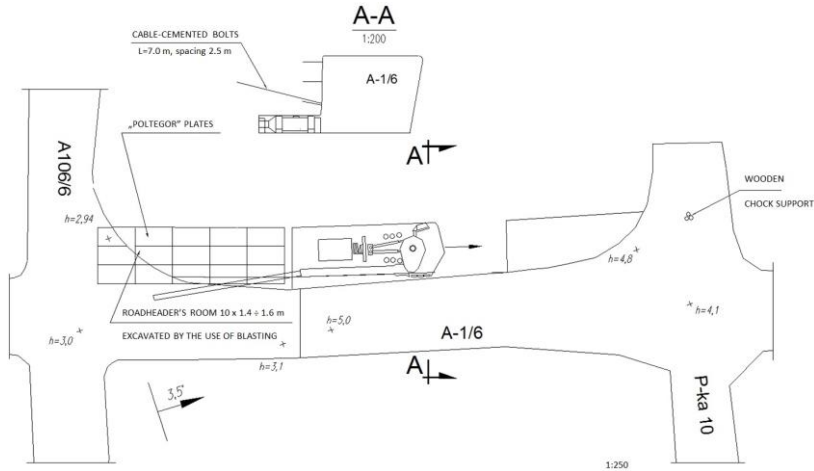 A-A
1:200
CABLE-CEMENTED BOLTS
L=7.0 m, spacing 2.5 m
A-1/6
„POLTEGOR” PLATES
A
A106/6
WOODEN
CHOCK SUPPORT
h=2,94
h=4,8
ROADHEADER'S ROOM 10 x 1.4 ÷ 1.6 m
EXCAVATED BY THE USE OF BLASTING
h=3,0
h=5,0
A-1/6
h=4,1
h=3,1
A
3,5°
P-ka 10
1:250